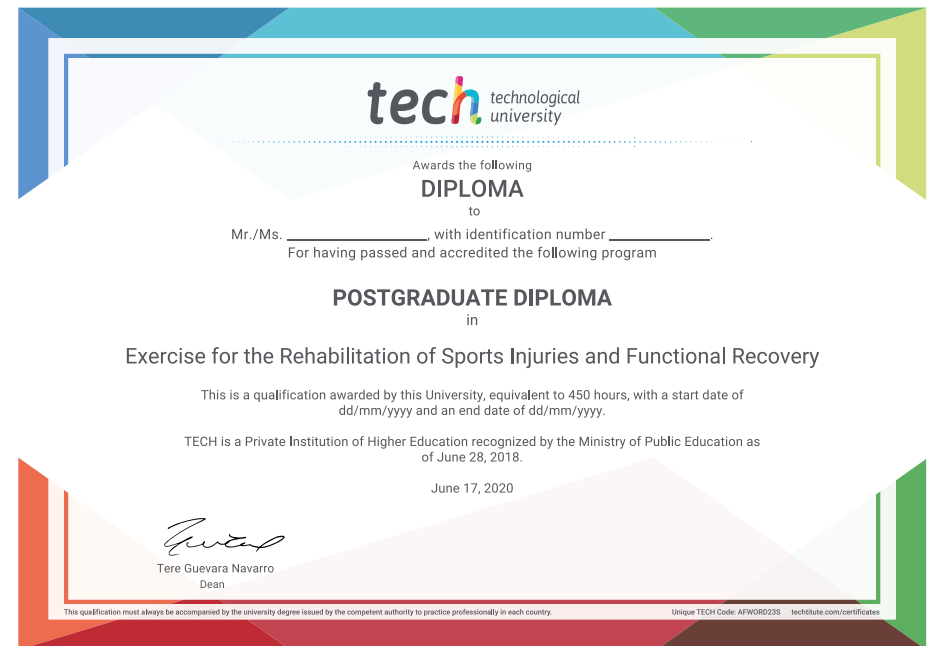 tech technological
university
Awards the following
DIPLOMA
to
Mr./Ms. ____________, with identification number ____________.
For having passed and accredited the following program
POSTGRADUATE DIPLOMA
in
Exercise for the Rehabilitation of Sports Injuries and Functional Recovery
This is a qualification awarded by this University, equivalent to 450 hours, with a start date of
dd/mm/yyyy and an end date of dd/mm/yyyy.
TECH is a Private Institution of Higher Education recognized by the Ministry of Public Education as
of June 28, 2018.
June 17, 2020
Tere Guevara Navarro
Dean
This qualification must always be accompanied by the university degree issued by the competent authority to practice professionally in each country. Unique TECH Code: AFWORD23S techtitute.com/certificates